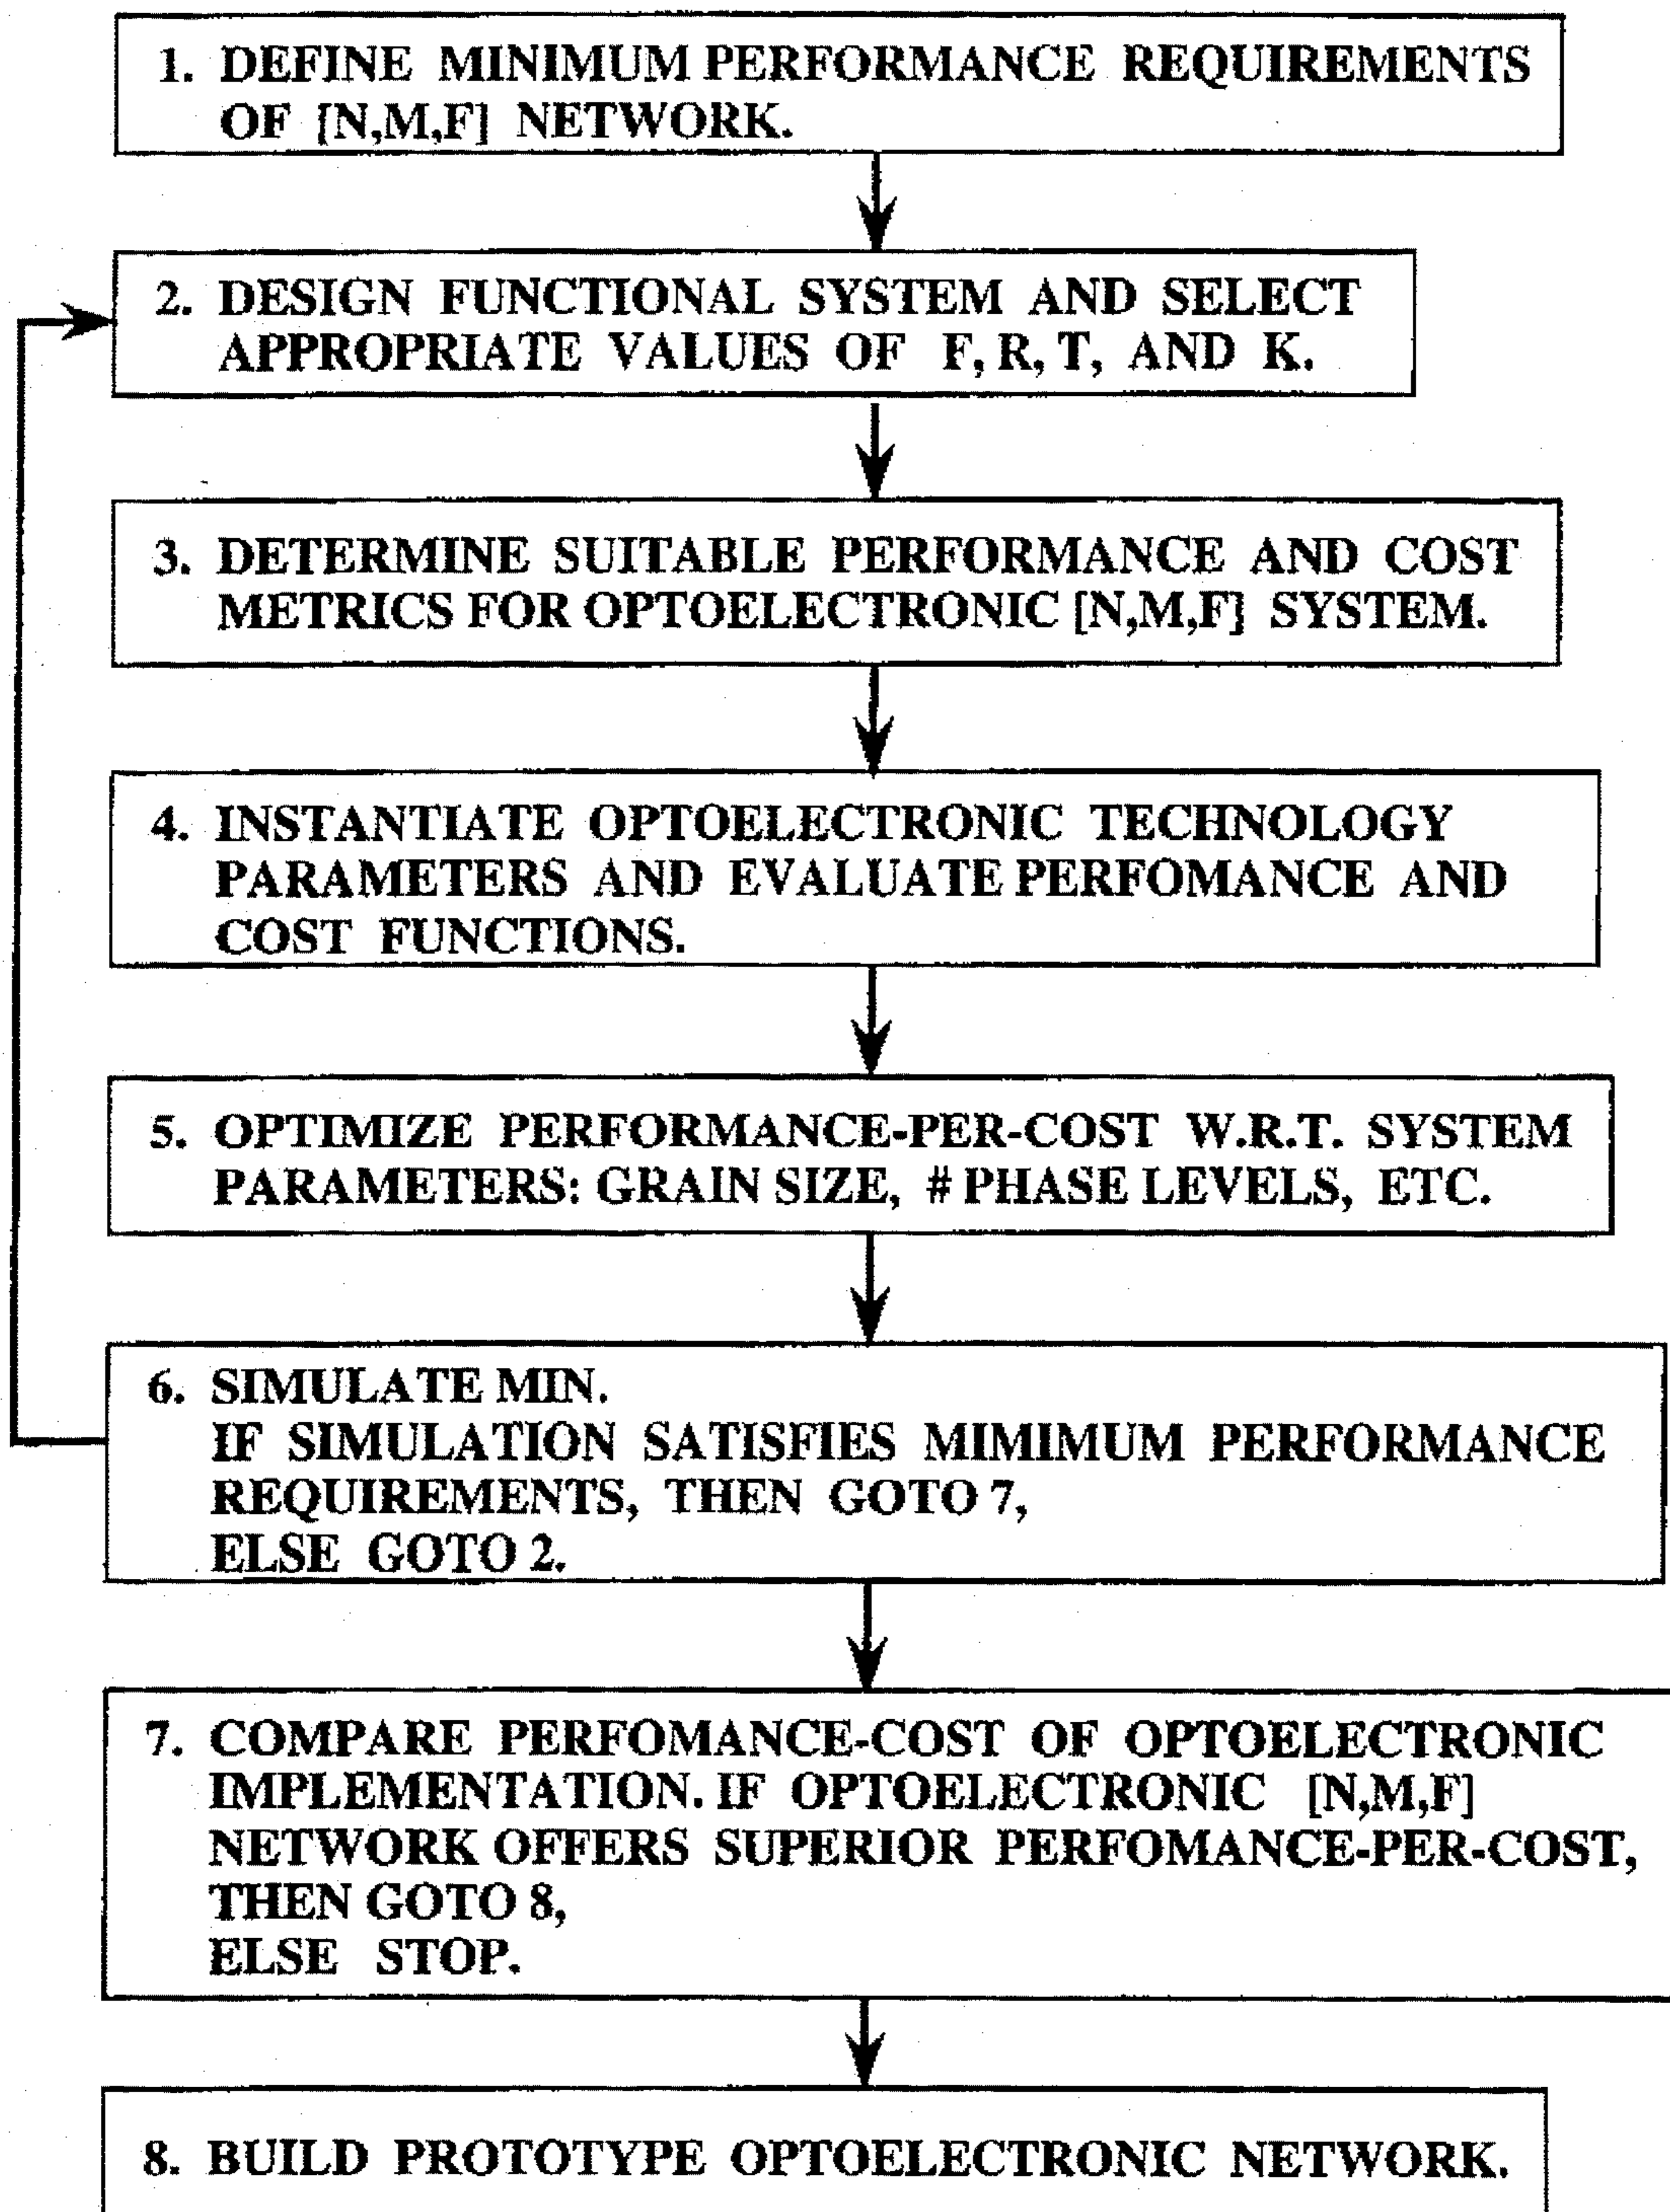 1. DEFINE MINIMUM PERFORMANCE REQUIREMENTS
OF [N,M,F] NETWORK.
2. DESIGN FUNCTIONAL SYSTEM AND SELECT
APPROPRIATE VALUES OF F, R, T, AND K.
3. DETERMINE SUITABLE PERFORMANCE AND COST
METRICS FOR OPTOELECTRONIC [N,M,F] SYSTEM.
4. INSTANTIATE OPTOELECTRONIC TECHNOLOGY
PARAMETERS AND EVALUATE PERFOMANCE AND
COST FUNCTIONS.
5. OPTIMIZE PERFORMANCE-PER-COST W.R.T. SYSTEM
PARAMETERS: GRAIN SIZE, # PHASE LEVELS, ETC.
6. SIMULATE MIN.
IF SIMULATION SATISFIES MIMIMUM PERFORMANCE
REQUIREMENTS, THEN GOTO 7,
ELSE GOTO 2.
7. COMPARE PERFOMANCE-COST OF OPTOELECTRONIC
IMPLEMENTATION. IF OPTOELECTRONIC [N,M,F]
NETWORK OFFERS SUPERIOR PERFOMANCE-PER-COST,
THEN GOTO 8,
ELSE STOP.
8. BUILD PROTOTYPE OPTOELECTRONIC NETWORK.